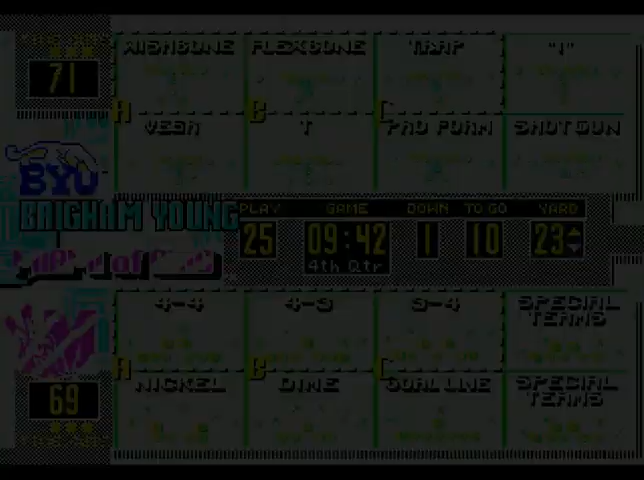 WISHBONE FLEXBONE TRAP "I"
71
A B C
VEER T PRO FORM SHOTGUN
BYU
BRIGHAM YOUNG
PLAY GAME DOWN TO GO YARD
25 09:42 1 10 23
4th Qtr
4-4 4-3 3-4 SPECIAL TEAMS
A B C
NICKEL DIME GOAL LINE SPECIAL TEAMS
69